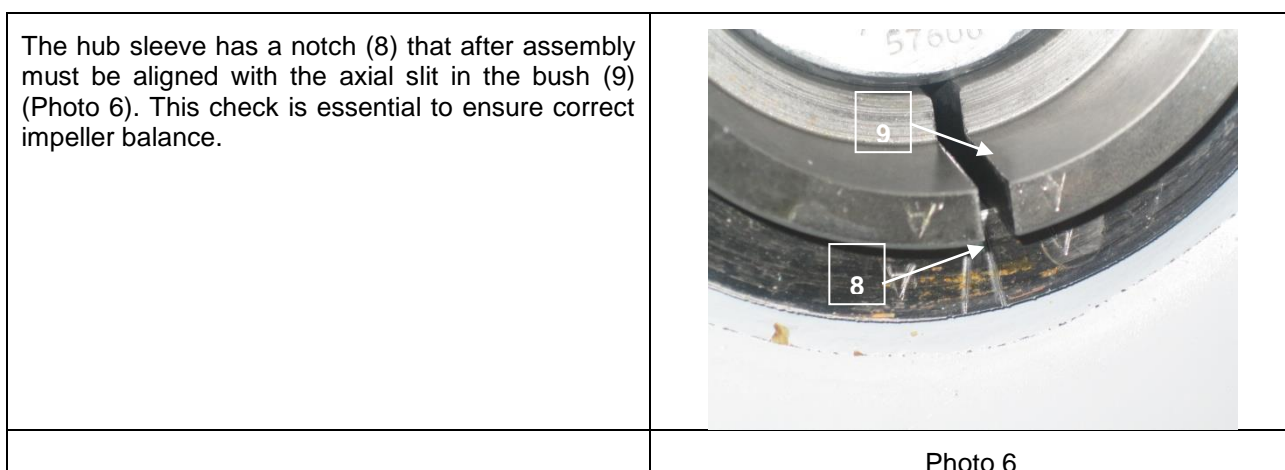 The hub sleeve has a notch (8) that after assembly
must be aligned with the axial slit in the bush (9)
(Photo 6). This check is essential to ensure correct
impeller balance.
57600
9
A
A
A
A
8
Photo 6